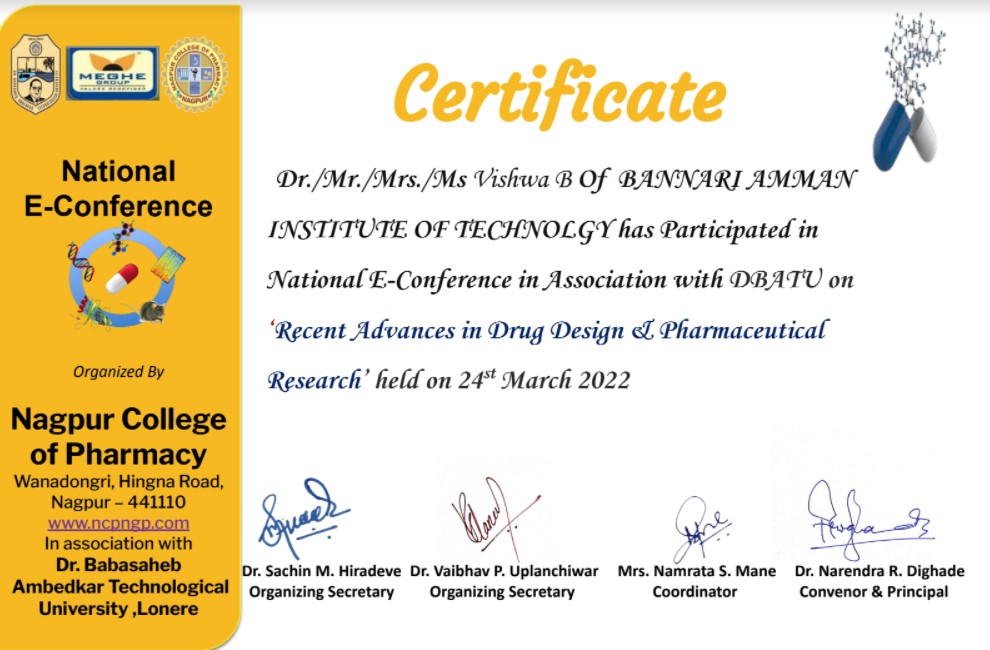 MEGHE
GROUP
VALUES REDEFINED
NAGPUR COLLEGE OF PHARMACY
NAGPUR
National
E-Conference
Organized By
Nagpur College
of Pharmacy
Wanadongri, Hingna Road,
Nagpur – 441110
www.ncpngp.com
In association with
Dr. Babasaheb
Ambedkar Technological
University ,Lonere
Certificate
Dr./Mr./Mrs./Ms Vishwa B Of BANNARI AMMAN
INSTITUTE OF TECHNOLGY has Participated in
National E-Conference in Association with DBATU on
‘Recent Advances in Drug Design & Pharmaceutical
Research’ held on 24st March 2022
Dr. Sachin M. Hiradeve
Organizing Secretary
Dr. Vaibhav P. Uplanchiwar
Organizing Secretary
Mrs. Namrata S. Mane
Coordinator
Dr. Narendra R. Dighade
Convenor & Principal